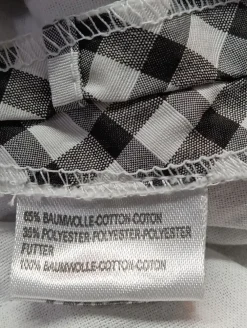 65% BAUMWOLLE-COTTON-COTON
35% POLYESTER-POLYESTER-POLYESTER
FUTTER
100% BAUMWOLLE-COTTON-COTON